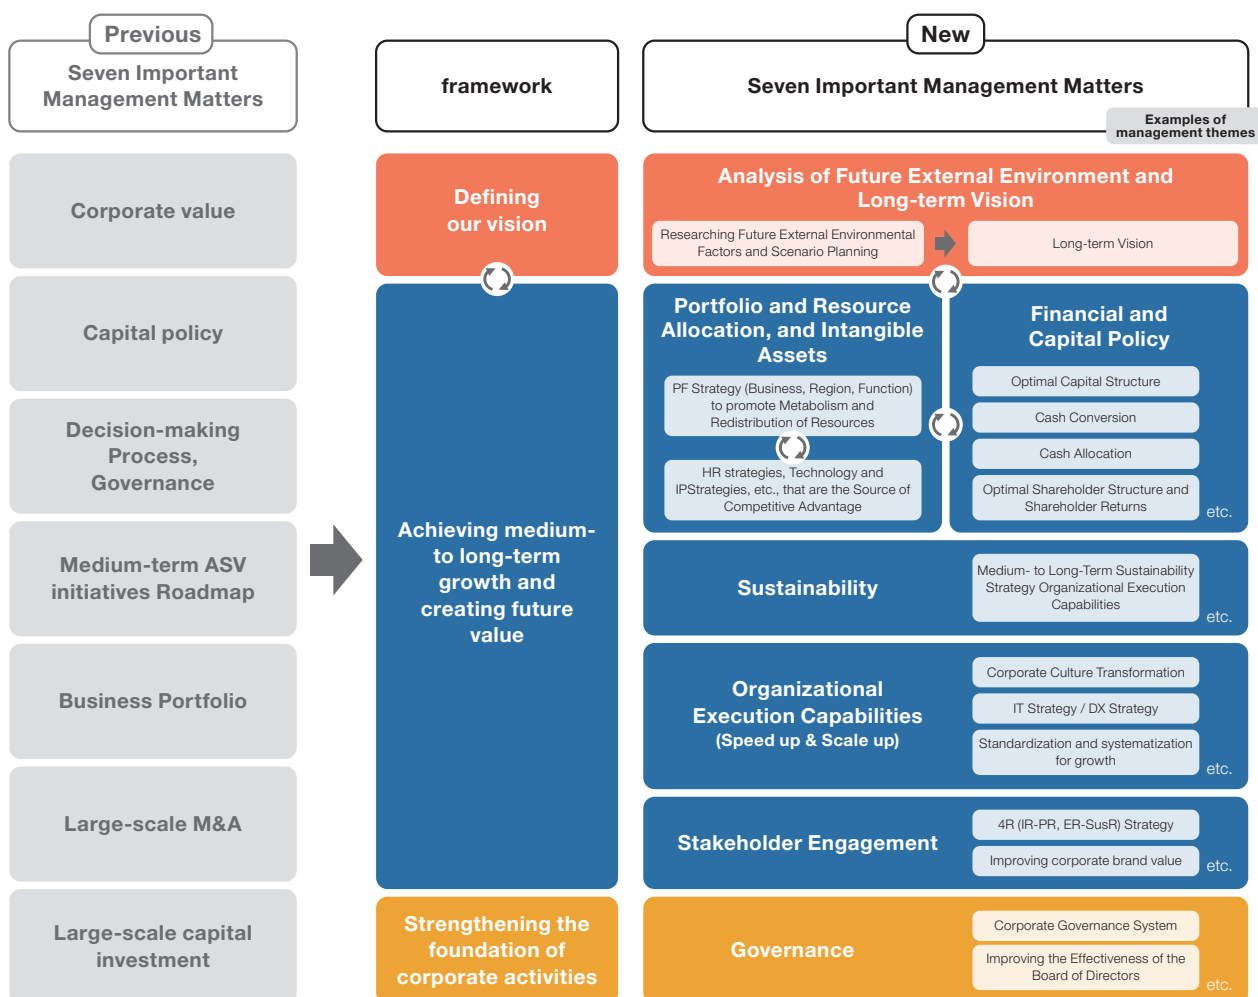 Previous
Seven Important
Management Matters
framework
New
Seven Important Management Matters
Examples of
management themes
Corporate value
Capital policy
Decision-making
Process,
Governance
Medium-term ASV
initiatives Roadmap
Business Portfolio
Large-scale M&A
Large-scale capital
investment
Defining
our vision
Achieving medium-
to long-term
growth and
creating future
value
Strengthening the
foundation of
corporate activities
Analysis of Future External Environment and
Long-term Vision
Researching Future External Environmental
Factors and Scenario Planning
Long-term Vision
Portfolio and Resource
Allocation, and Intangible
Assets
PF Strategy (Business, Region, Function)
to promote Metabolism and
Redistribution of Resources
HR strategies, Technology and
IPStrategies, etc., that are the Source of
Competitive Advantage
Financial and
Capital Policy
Optimal Capital Structure
Cash Conversion
Cash Allocation
Optimal Shareholder Structure and
Shareholder Returns
etc.
Sustainability
Medium- to Long-Term Sustainability
Strategy Organizational Execution
Capabilities
etc.
Organizational
Execution Capabilities
(Speed up & Scale up)
Corporate Culture Transformation
IT Strategy / DX Strategy
Standardization and systematization
for growth
etc.
Stakeholder Engagement
4R (IR-PR, ER-SusR) Strategy
Improving corporate brand value
etc.
Governance
Corporate Governance System
Improving the Effectiveness of the
Board of Directors
etc.